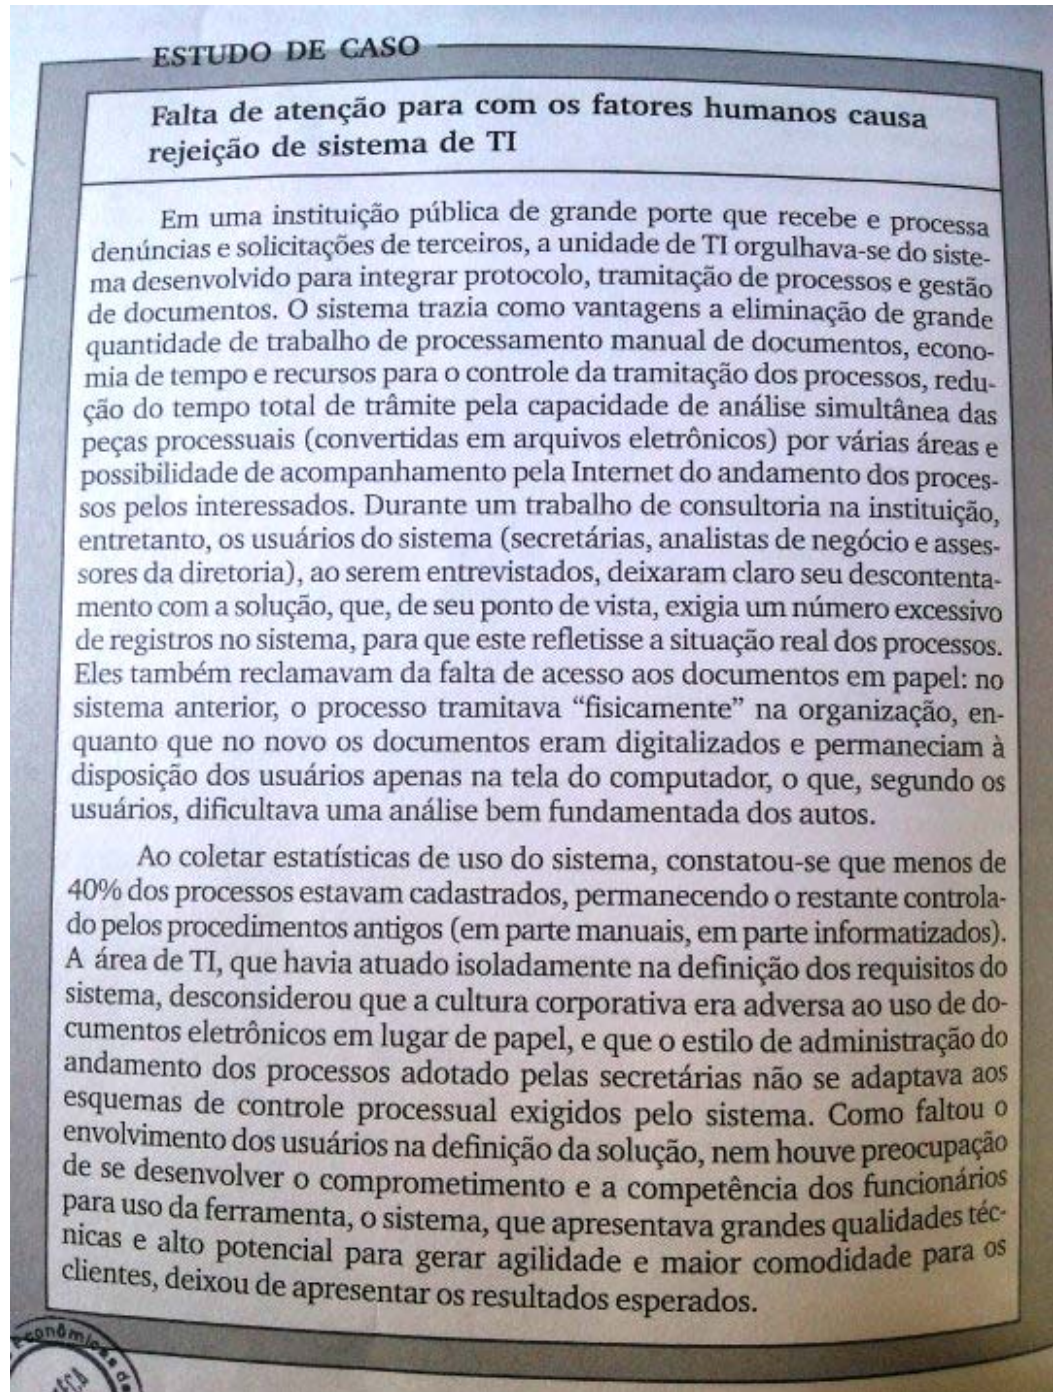 ESTUDO DE CASO
Falta de atenção para com os fatores humanos causa
rejeição de sistema de TI
Em uma instituição pública de grande porte que recebe e processa
denúncias e solicitações de terceiros, a unidade de TI orgulhava-se do siste-
ma desenvolvido para integrar protocolo, tramitação de processos e gestão
de documentos. O sistema trazia como vantagens a eliminação de grande
quantidade de trabalho de processamento manual de documentos, econo-
mia de tempo e recursos para o controle da tramitação dos processos, redu-
ção do tempo total de trâmite pela capacidade de análise simultânea das
peças processuais (convertidas em arquivos eletrônicos) por várias áreas e
possibilidade de acompanhamento pela Internet do andamento dos proces-
sos pelos interessados. Durante um trabalho de consultoria na instituição,
entretanto, os usuários do sistema (secretárias, analistas de negócio e asses-
sores da diretoria), ao serem entrevistados, deixaram claro seu descontenta-
mento com a solução, que, de seu ponto de vista, exigia um número excessivo
de registros no sistema, para que este refletisse a situação real dos processos.
Eles também reclamavam da falta de acesso aos documentos em papel: no
sistema anterior, o processo tramitava “fisicamente” na organização, en-
quanto que no novo os documentos eram digitalizados e permaneciam à
disposição dos usuários apenas na tela do computador, o que, segundo os
usuários, dificultava uma análise bem fundamentada dos autos.
Ao coletar estatísticas de uso do sistema, constatou-se que menos de
40% dos processos estavam cadastrados, permanecendo o restante controla-
do pelos procedimentos antigos (em parte manuais, em parte informatizados).
A área de TI, que havia atuado isoladamente na definição dos requisitos do
sistema, desconsiderou que a cultura corporativa era adversa ao uso de do-
cumentos eletrônicos em lugar de papel, e que o estilo de administração do
andamento dos processos adotado pelas secretárias não se adaptava aos
esquemas de controle processual exigidos pelo sistema. Como faltou o
envolvimento dos usuários na definição da solução, nem houve preocupação
de se desenvolver o comprometimento e a competência dos funcionários
para uso da ferramenta, o sistema, que apresentava grandes qualidades téc-
nicas e alto potencial para gerar agilidade e maior comodidade para os
clientes, deixou de apresentar os resultados esperados.
Econômicas de